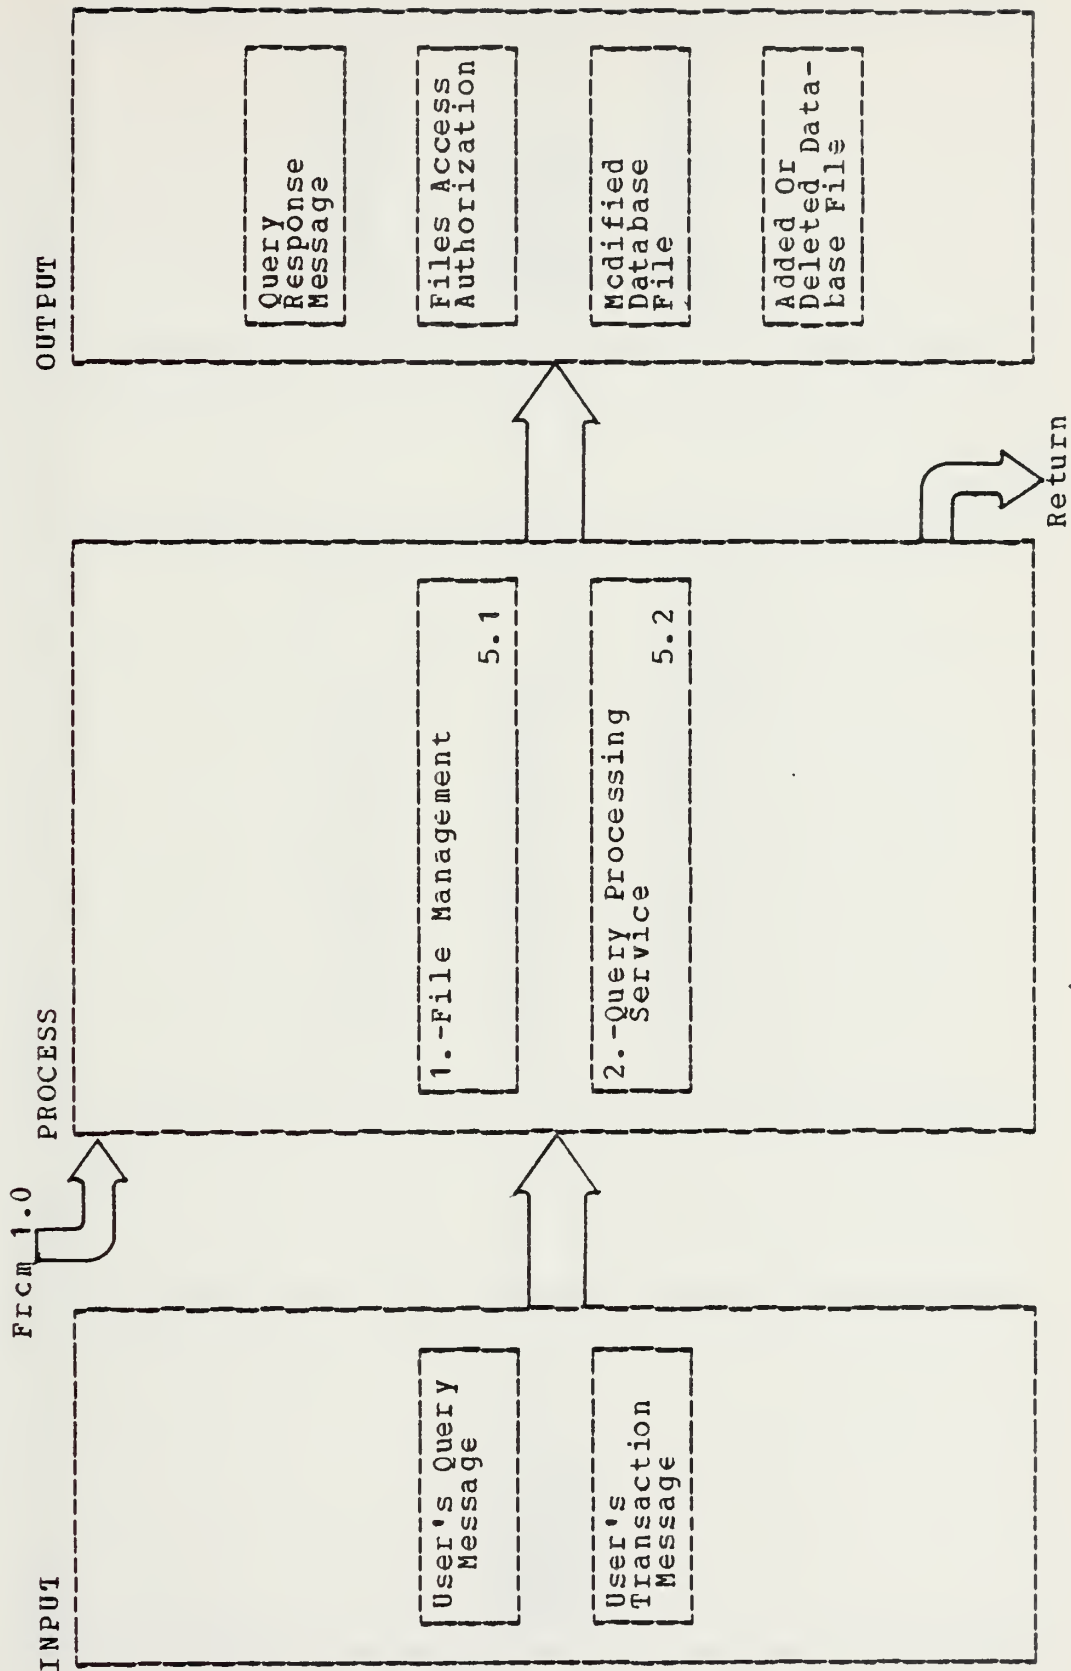 INPUT
User's Query
Message
User's
Transaction
Message
From 1.0
PROCESS
1.-File Management
5.1
2.-Query Processing
Service
5.2
Return
OUTPUT
Query
Response
Message
Files Access
Authorization
Modified
Database
File
Added Or
Deleted Data-
base File